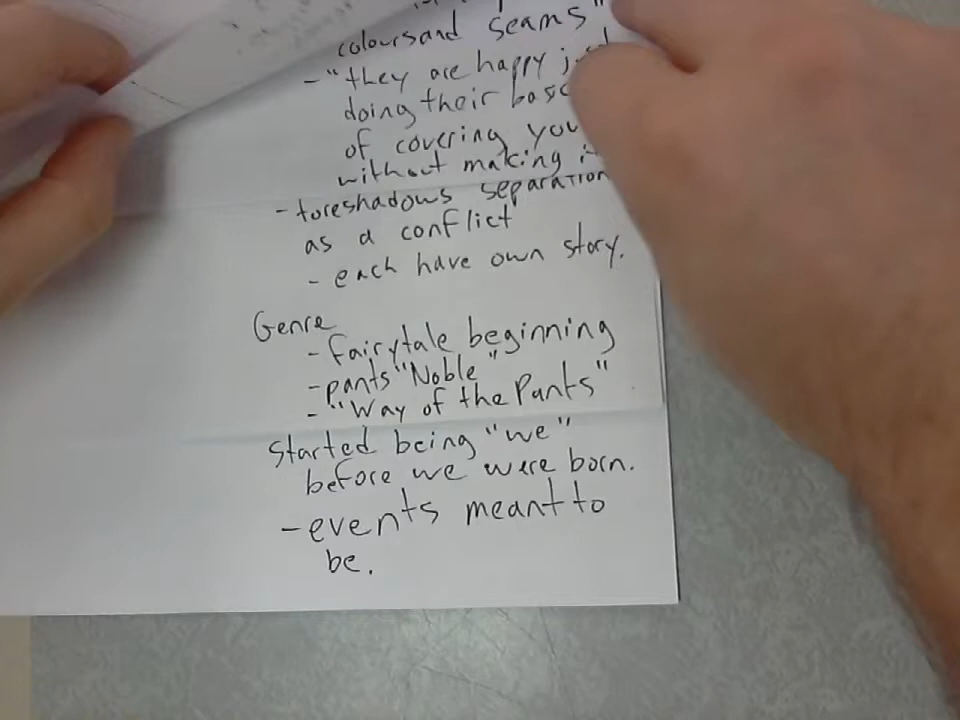 coloursand seams"
- "they are happy
doing their
of covering you
without making
- foreshadows separation
as a conflict
- each have own story.
Genre
- fairytale beginning
- pants "Noble"
- "Way of the Pants"
Started being "we"
before we were born.
- events meant to
be.